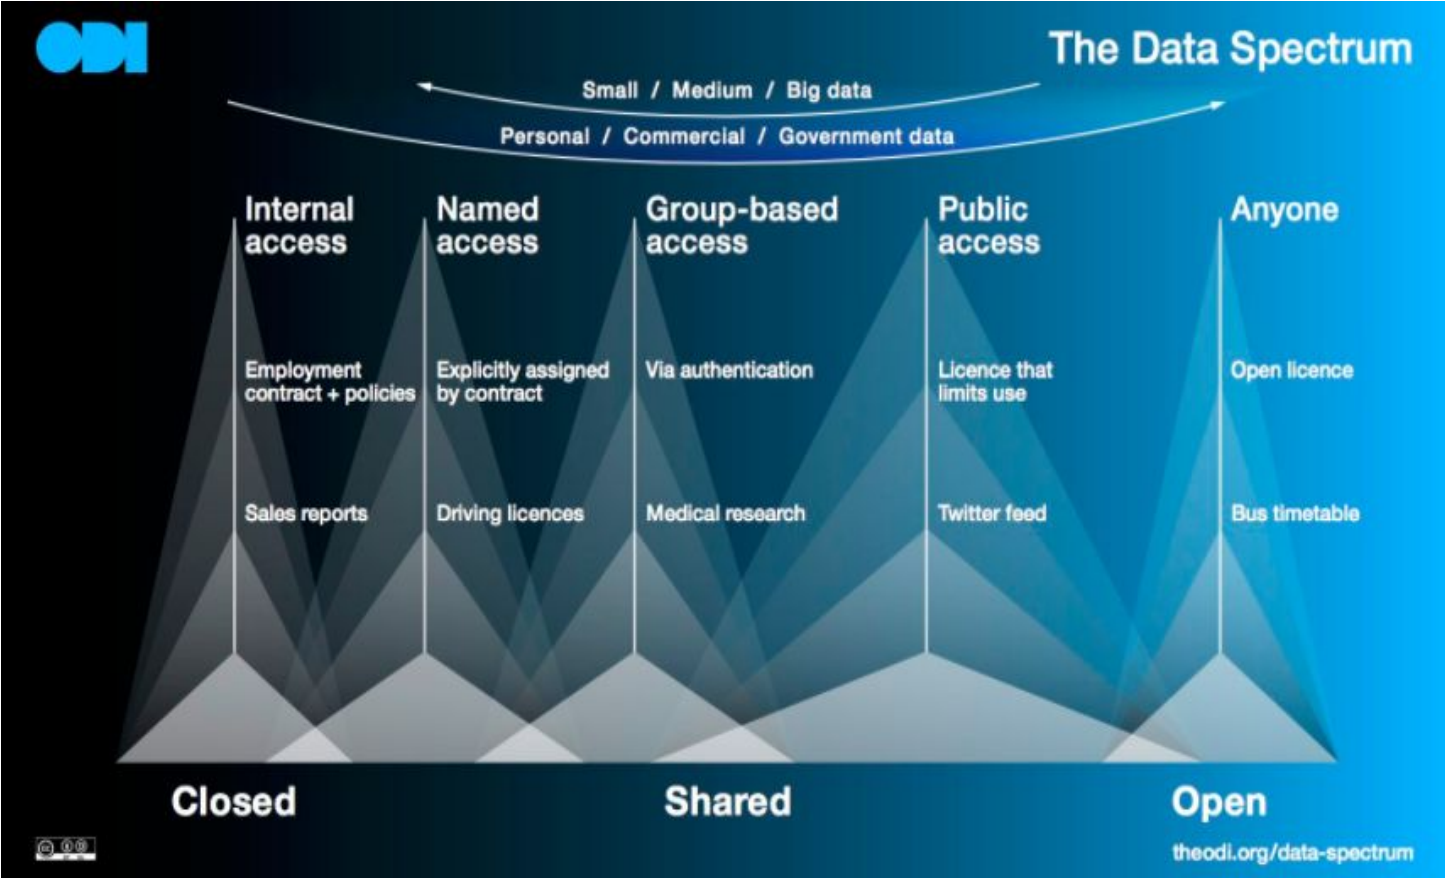 ODI
The Data Spectrum
Small / Medium / Big data
Personal / Commercial / Government data
Internal
access
Named
access
Group-based
access
Public
access
Anyone
Employment
contract + policies
Explicitly assigned
by contract
Via authentication
Licence that
limits use
Open licence
Sales reports
Driving licences
Medical research
Twitter feed
Bus timetable
Closed
Shared
Open
theodi.org/data-spectrum